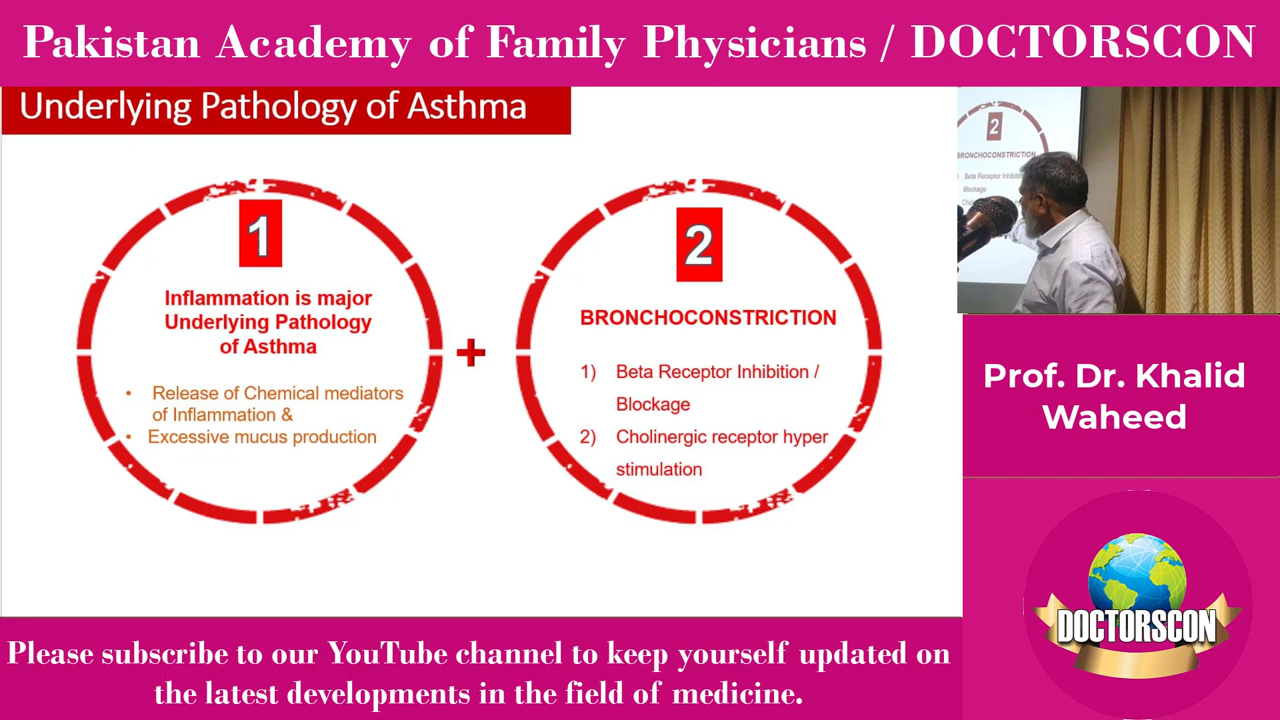 Pakistan Academy of Family Physicians / DOCTORSCON
Underlying Pathology of Asthma
1
Inflammation is major
Underlying Pathology
of Asthma
• Release of Chemical mediators
of Inflammation &
• Excessive mucus production
+
2
BRONCHOCONSTRICTION
1) Beta Receptor Inhibition /
Blockage
2) Cholinergic receptor hyper
stimulation
2
BRONCHOCONSTRICTION
Beta Receptor
Blockage
Prof. Dr. Khalid
Waheed
DOCTORSCON
Please subscribe to our YouTube channel to keep yourself updated on
the latest developments in the field of medicine.